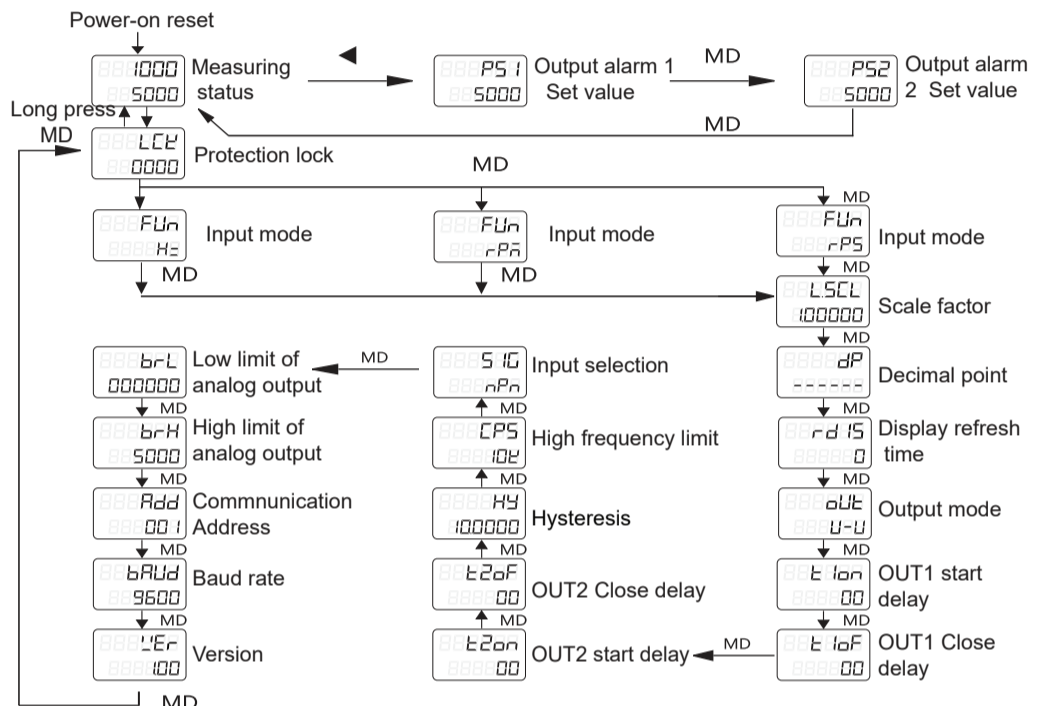 Power-on reset
1000
5000
Measuring
status
PS1
5000
Output alarm 1
Set value
MD
PS2
5000
Output alarm
2 Set value
MD
Long press
MD
LCK
0000
Protection lock
MD
FUn
Hz
Input mode
MD
FUn
rPm
Input mode
MD
MD
FUn
rPS
Input mode
MD
L.SCL
1.00000
Scale factor
MD
dP
------
Decimal point
MD
rdIS
0
Display refresh
time
MD
oUt
U-U
Output mode
MD
t1on
00
OUT1 start
delay
MD
t1oF
00
OUT1 Close
delay
MD
t2on
00
OUT2 start delay
MD
t2oF
00
OUT2 Close delay
MD
HY
100000
Hysteresis
MD
CPS
10K
High frequency limit
MD
SIG
nPn
Input selection
MD
brL
000000
Low limit of
analog output
MD
brH
5000
High limit of
analog output
MD
Add
001
Commnunication
Address
MD
bAUd
9600
Baud rate
MD
VEr
1.00
Version
MD